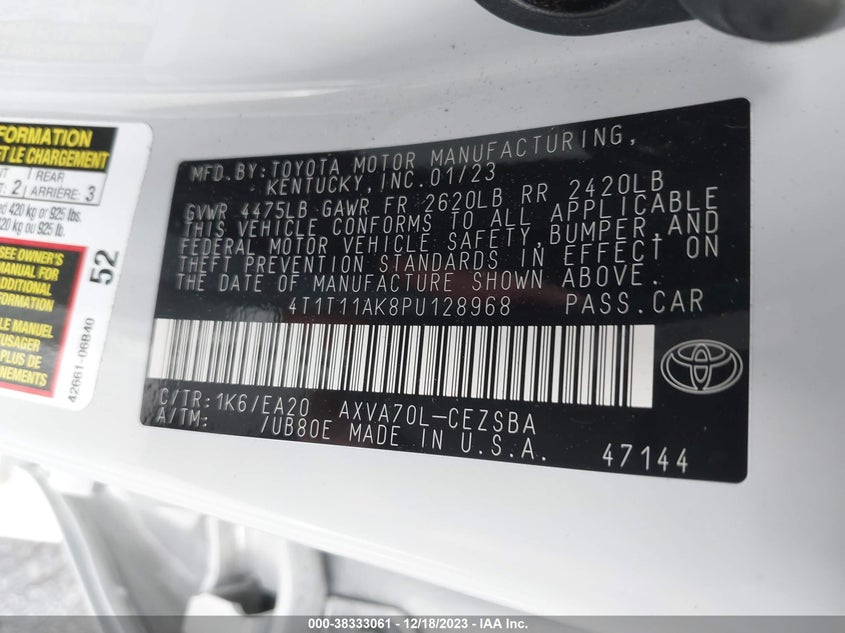 FORMATION
ET LE CHARGEMENT
REAR
2
ARRIÈRE: 3
420 kg or 925 lbs.
420 kg ou 925 lb.
SEE OWNER'S
MANUAL FOR
ADDITIONAL
INFORMATION
LE MANUEL
PLUS DE
52
42661-06B40
MFD. BY: TOYOTA MOTOR MANUFACTURING,
KENTUCKY, INC. 01/23
GVWR 4475LB GAWR FR 2620LB RR 2420LB
THIS VEHICLE CONFORMS TO ALL APPLICABLE
FEDERAL MOTOR VEHICLE SAFETY, BUMPER, AND
THEFT PREVENTION STANDARDS IN EFFECT ON
THE DATE OF MANUFACTURE SHOWN ABOVE.
4T1T11AK8PU128968 PASS. CAR
C/TR: 1K6/EA20 AXVA70L-CEZSBA
A/TM: /UB80E MADE IN U.S.A.
47144
000-38333061 - 12/18/2023 - IAA Inc.